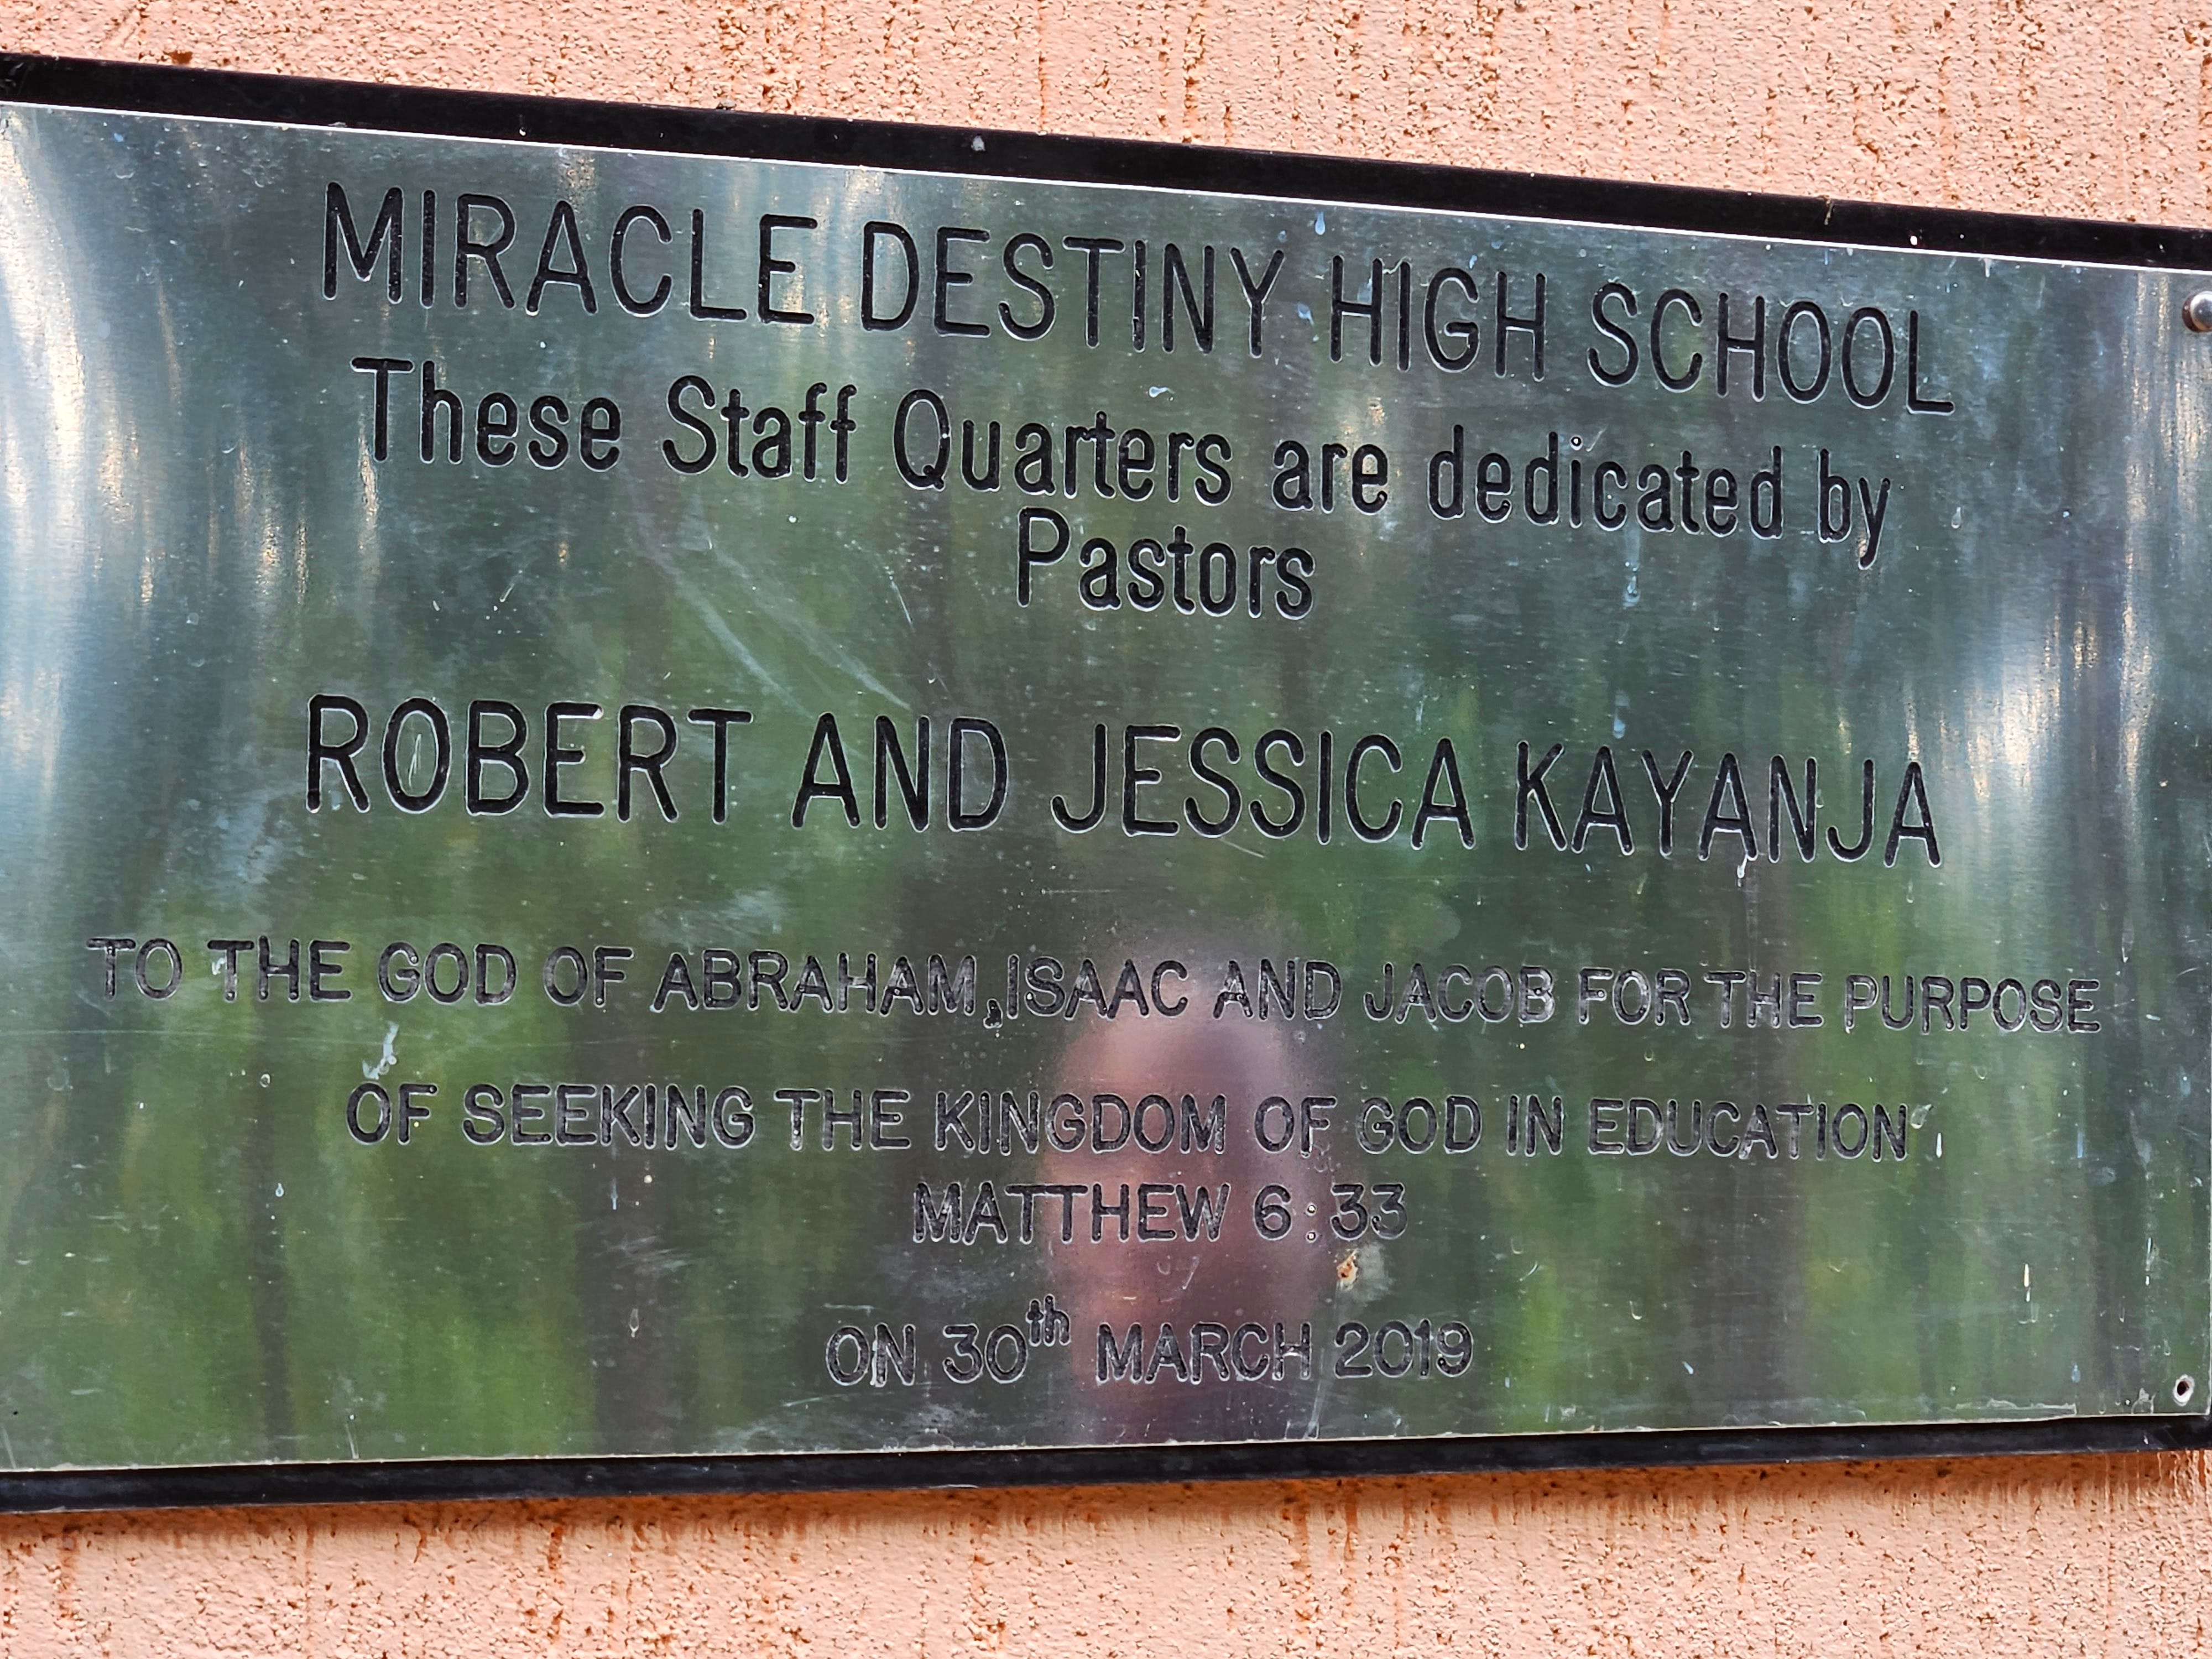 MIRACLE DESTINY HIGH SCHOOL
These Staff Quarters are dedicated by
Pastors
ROBERT AND JESSICA KAYANJA
TO THE GOD OF ABRAHAM,ISAAC AND JACOB FOR THE PURPOSE
OF SEEKING THE KINGDOM OF GOD IN EDUCATION
MATTHEW 6:33
ON 30th MARCH 2019